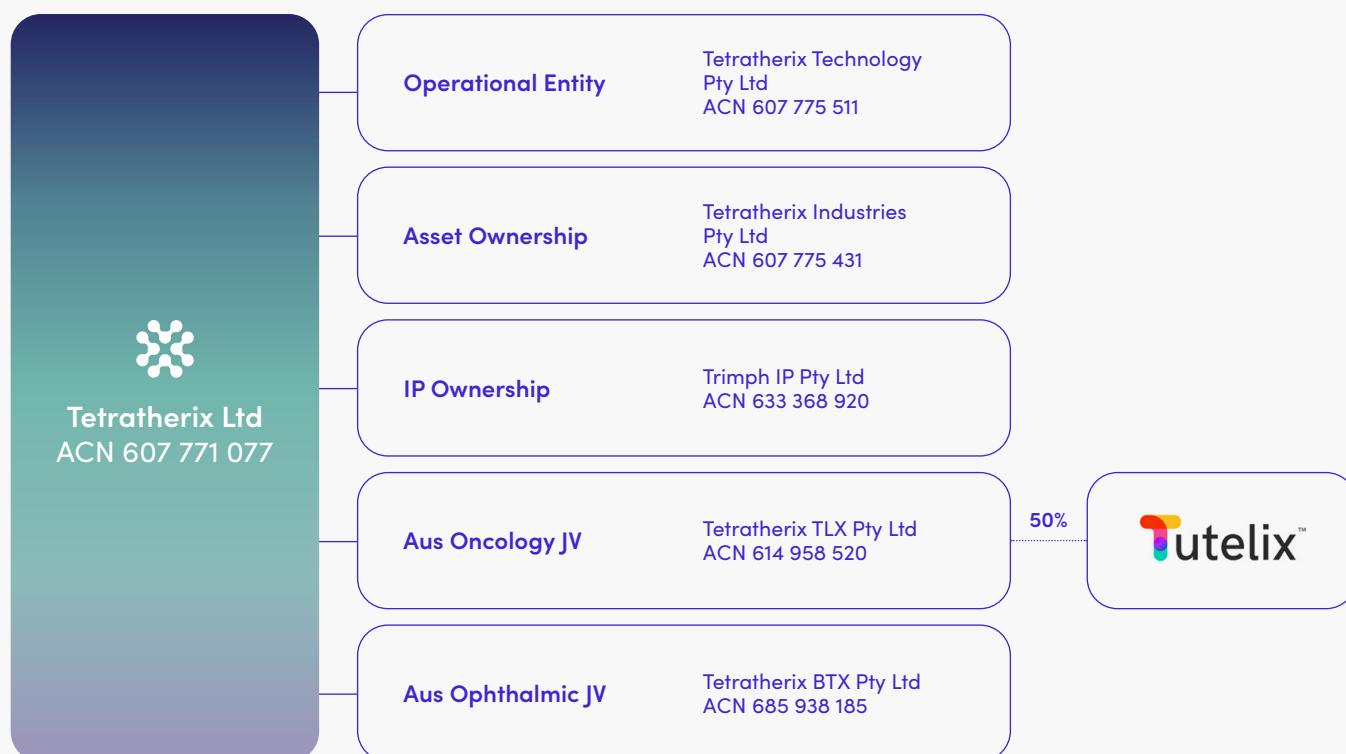 Tetratherix Ltd
ACN 607 771 077
Operational Entity
Tetratherix Technology
Pty Ltd
ACN 607 775 511
Asset Ownership
Tetratherix Industries
Pty Ltd
ACN 607 775 431
IP Ownership
Trimph IP Pty Ltd
ACN 633 368 920
Aus Oncology JV
Tetratherix TLX Pty Ltd
ACN 614 958 520
50%
Tutelix™
Aus Ophthalmic JV
Tetratherix BTX Pty Ltd
ACN 685 938 185